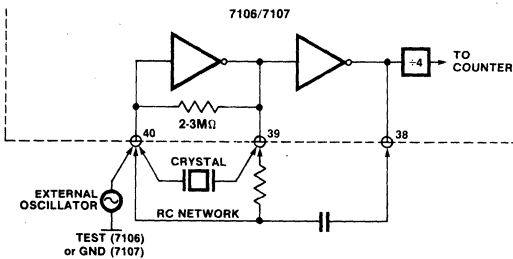 7106/7107
÷4
TO
COUNTER
2-3MΩ
40
39
38
CRYSTAL
EXTERNAL
OSCILLATOR
RC NETWORK
TEST (7106)
or GND (7107)